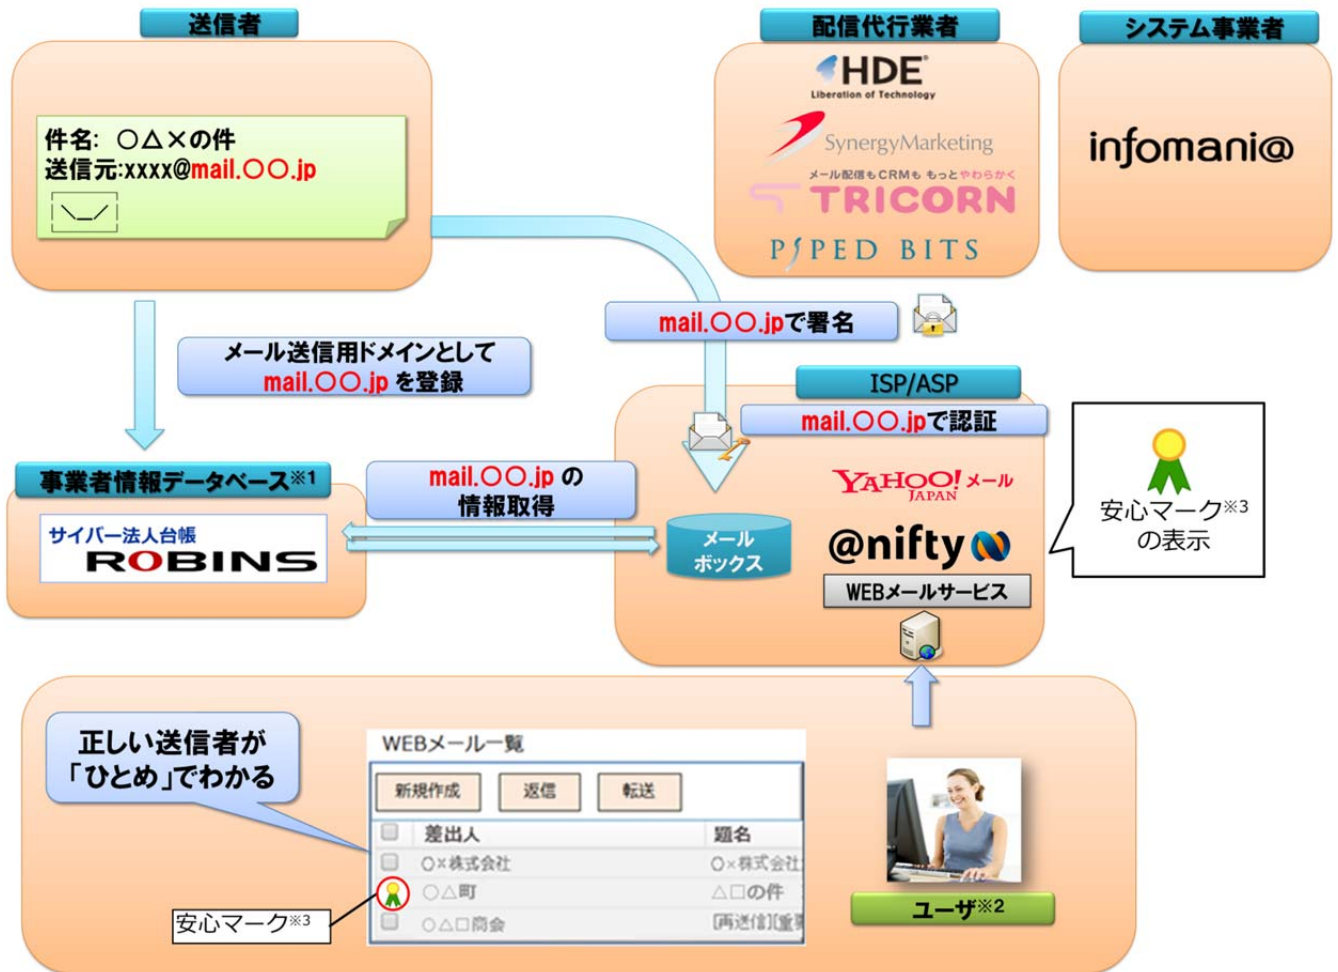 送信者
件名: ○△×の件
送信元:xxxx@mail.○○.jp
配信代行業者
HDE
Liberation of Technology
SynergyMarketing
メール配信もCRMも もっとやわらかく
TRICORN
PIPED BITS
システム事業者
infomani@
mail.○○.jpで署名
メール送信用ドメインとして
mail.○○.jp を登録
ISP/ASP
mail.○○.jpで認証
事業者情報データベース※1
サイバー法人台帳
ROBINS
mail.○○.jp の
情報取得
メール
ボックス
YAHOO! メール
JAPAN
@nifty
WEBメールサービス
安心マーク※3
の表示
正しい送信者が
「ひとめ」でわかる
WEBメール一覧
新規作成 返信 転送
差出人 題名
○×株式会社 ○×株式会社
○△町 △□の件
○△□商会 [再送信][重要
安心マーク※3
ユーザ※2